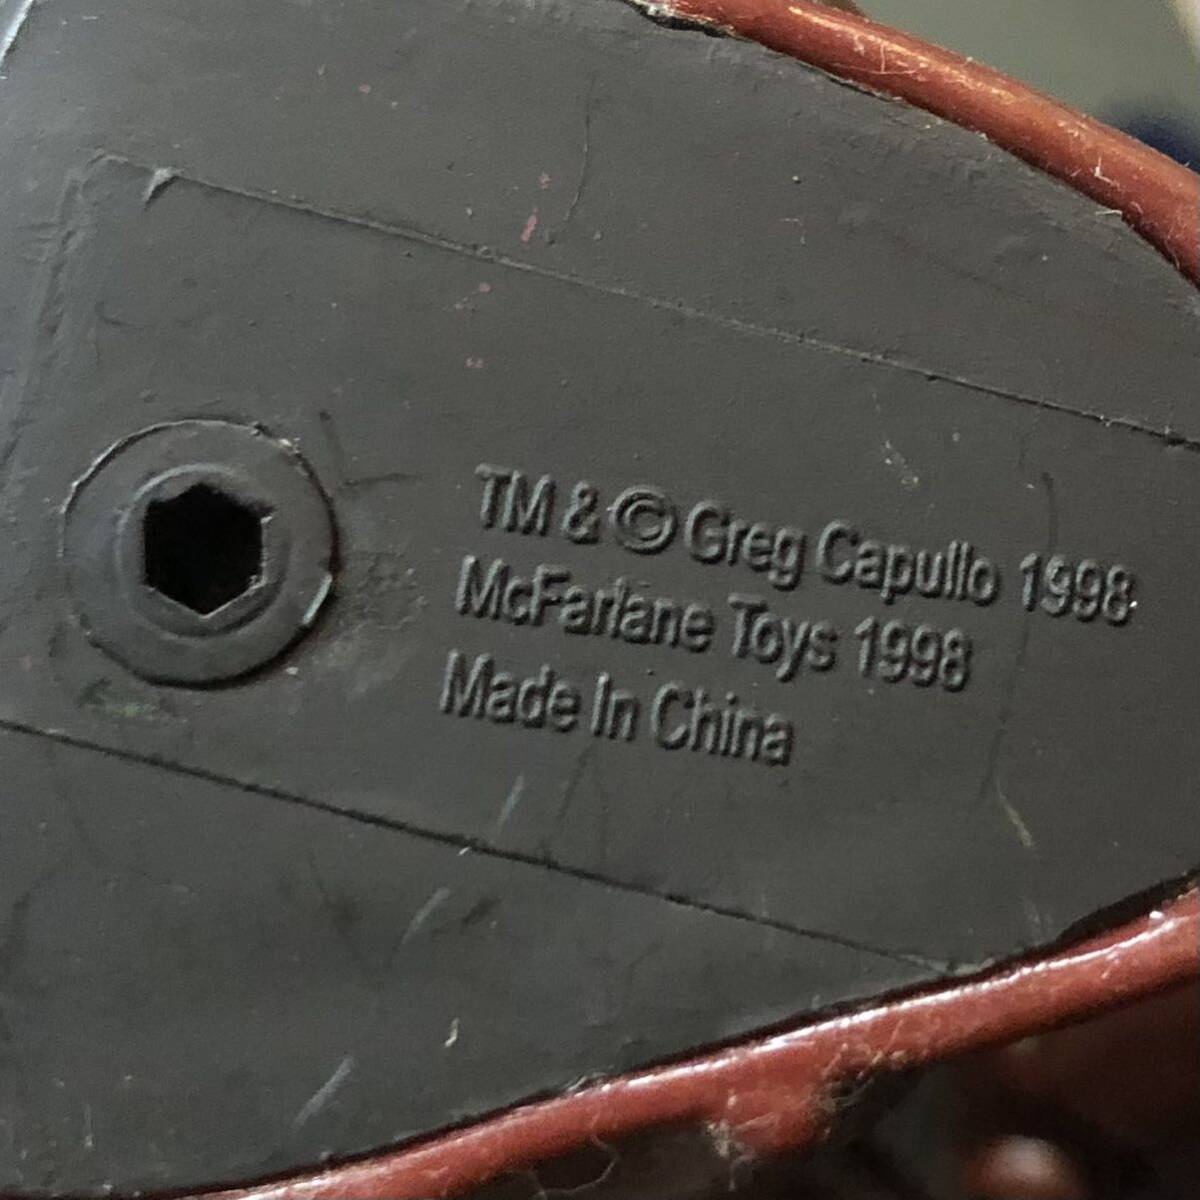 TM & © Greg Capullo 1998
McFarlane Toys 1998
Made In China